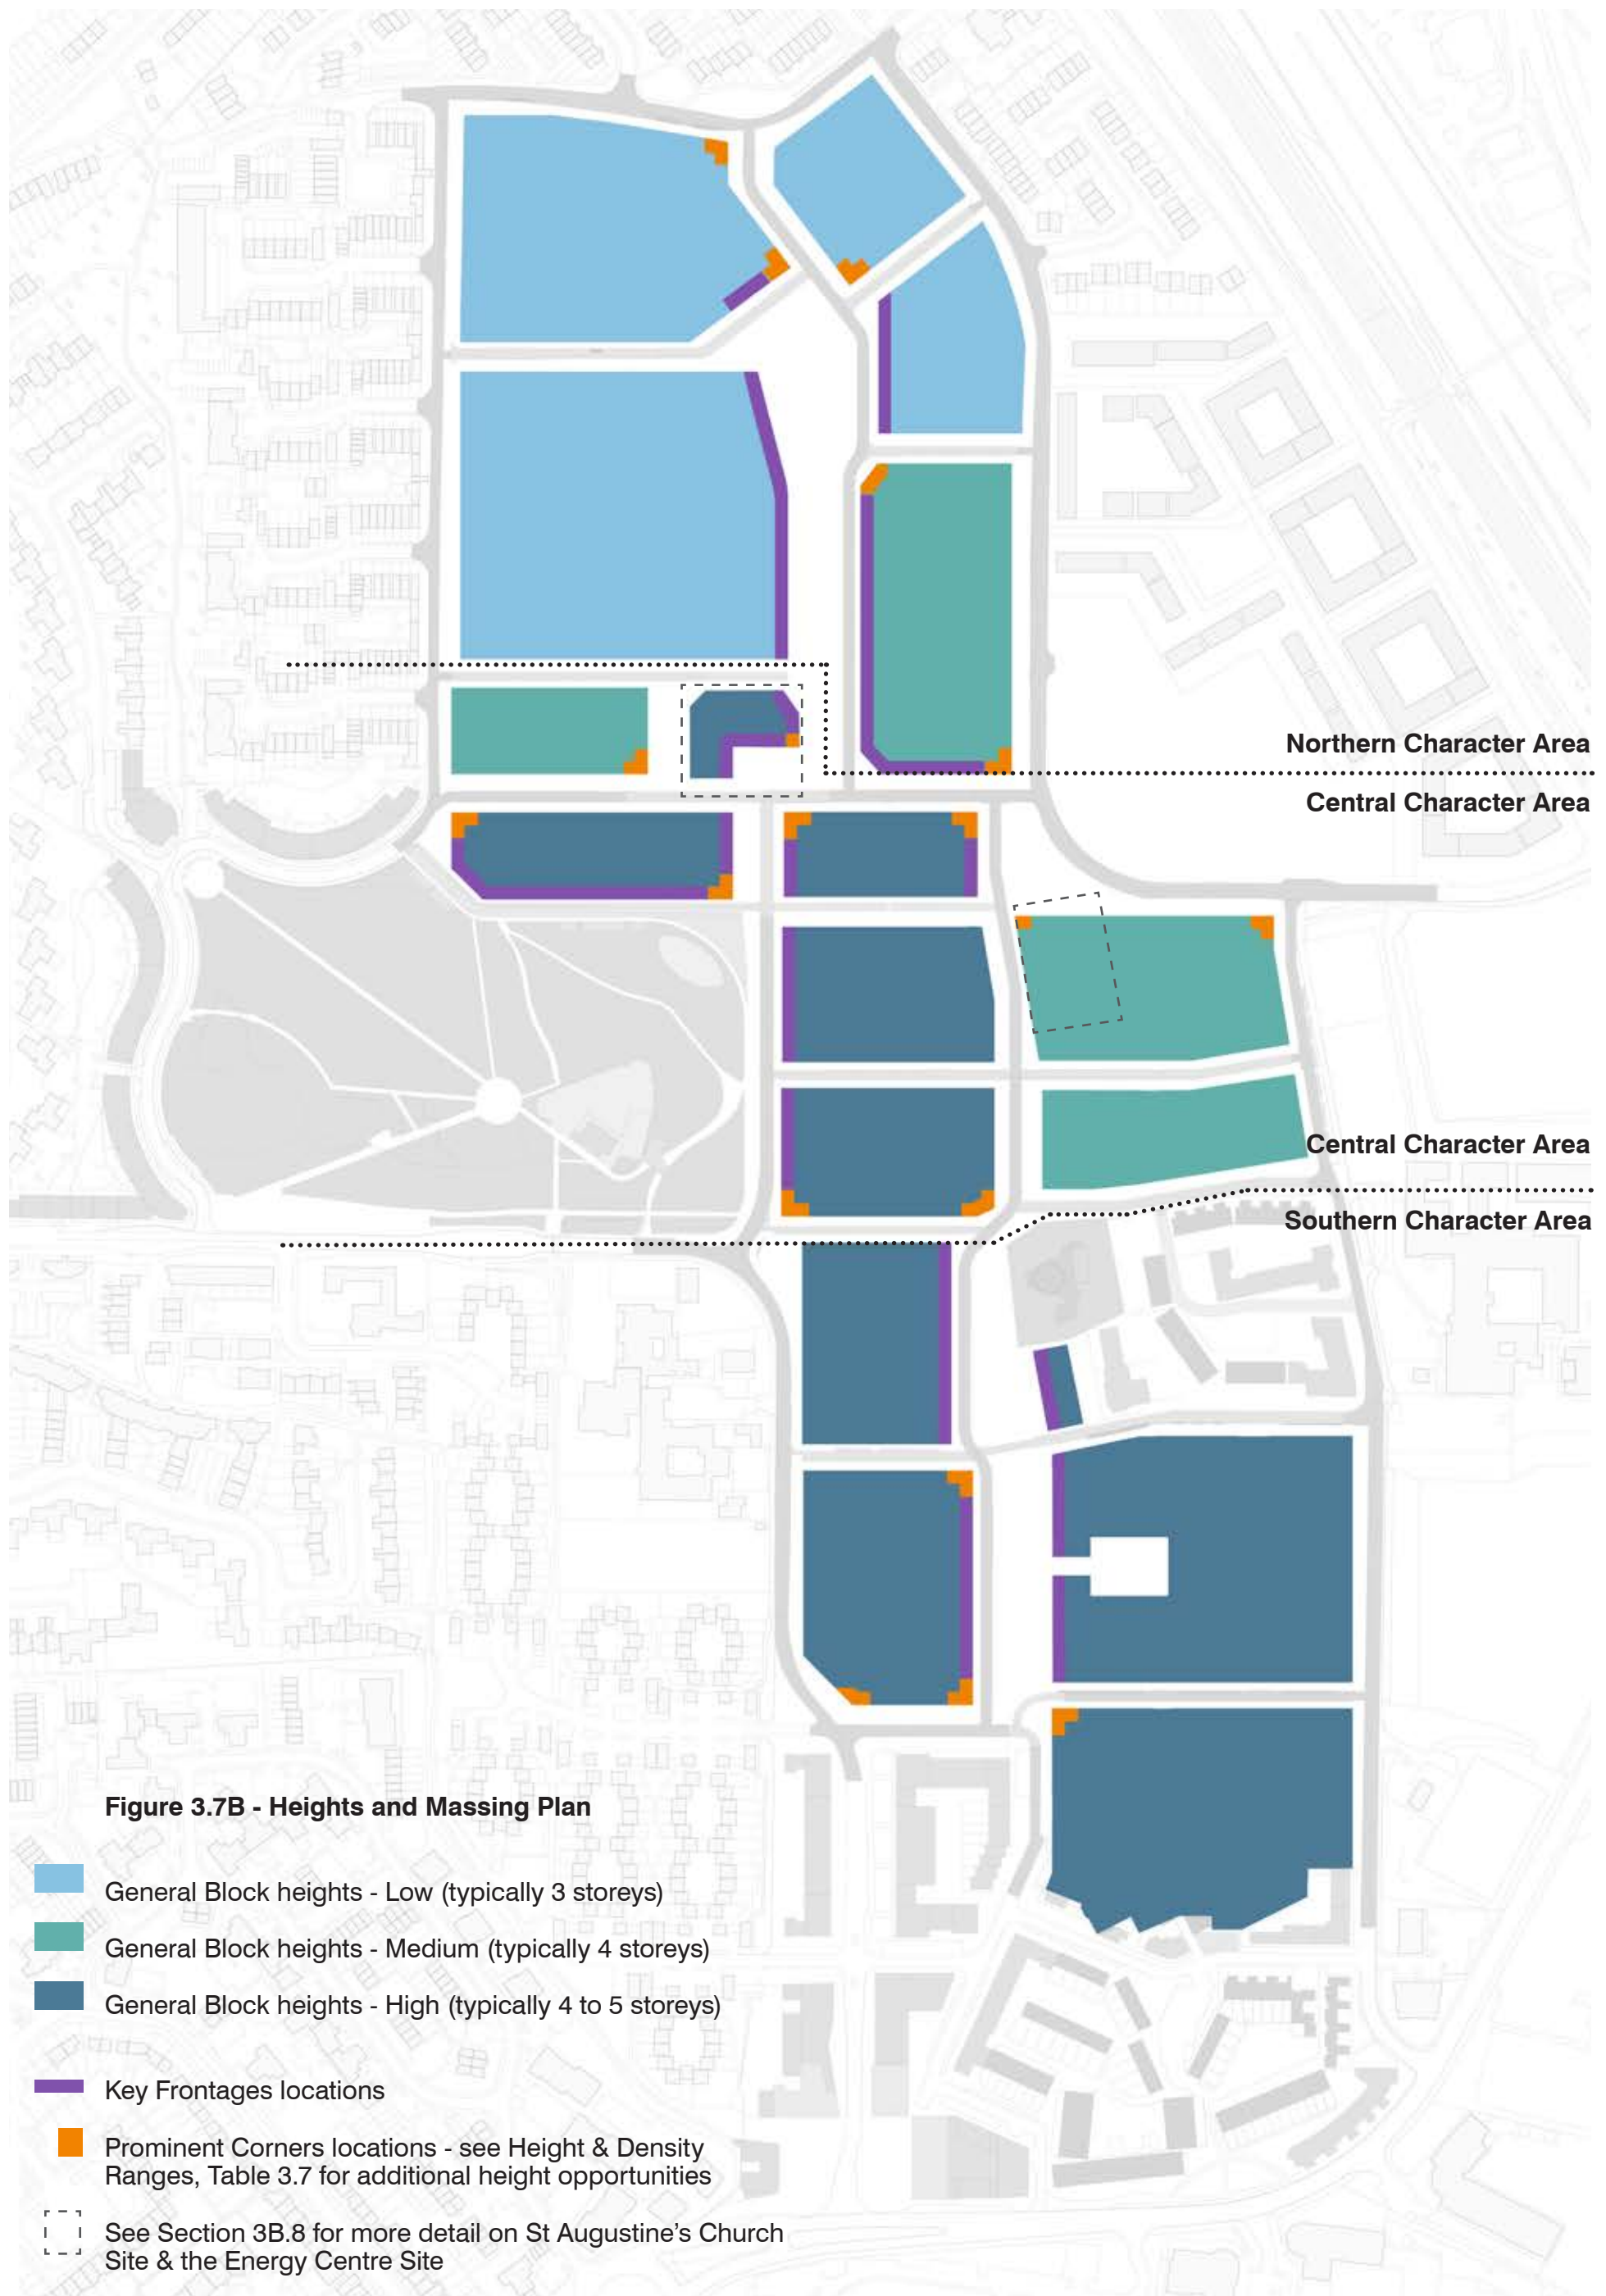 Northern Character Area
Central Character Area
Central Character Area
Southern Character Area
Figure 3.7B - Heights and Massing Plan
General Block heights - Low (typically 3 storeys)
General Block heights - Medium (typically 4 storeys)
General Block heights - High (typically 4 to 5 storeys)
Key Frontages locations
Prominent Corners locations - see Height & Density
Ranges, Table 3.7 for additional height opportunities
See Section 3B.8 for more detail on St Augustine’s Church
Site & the Energy Centre Site